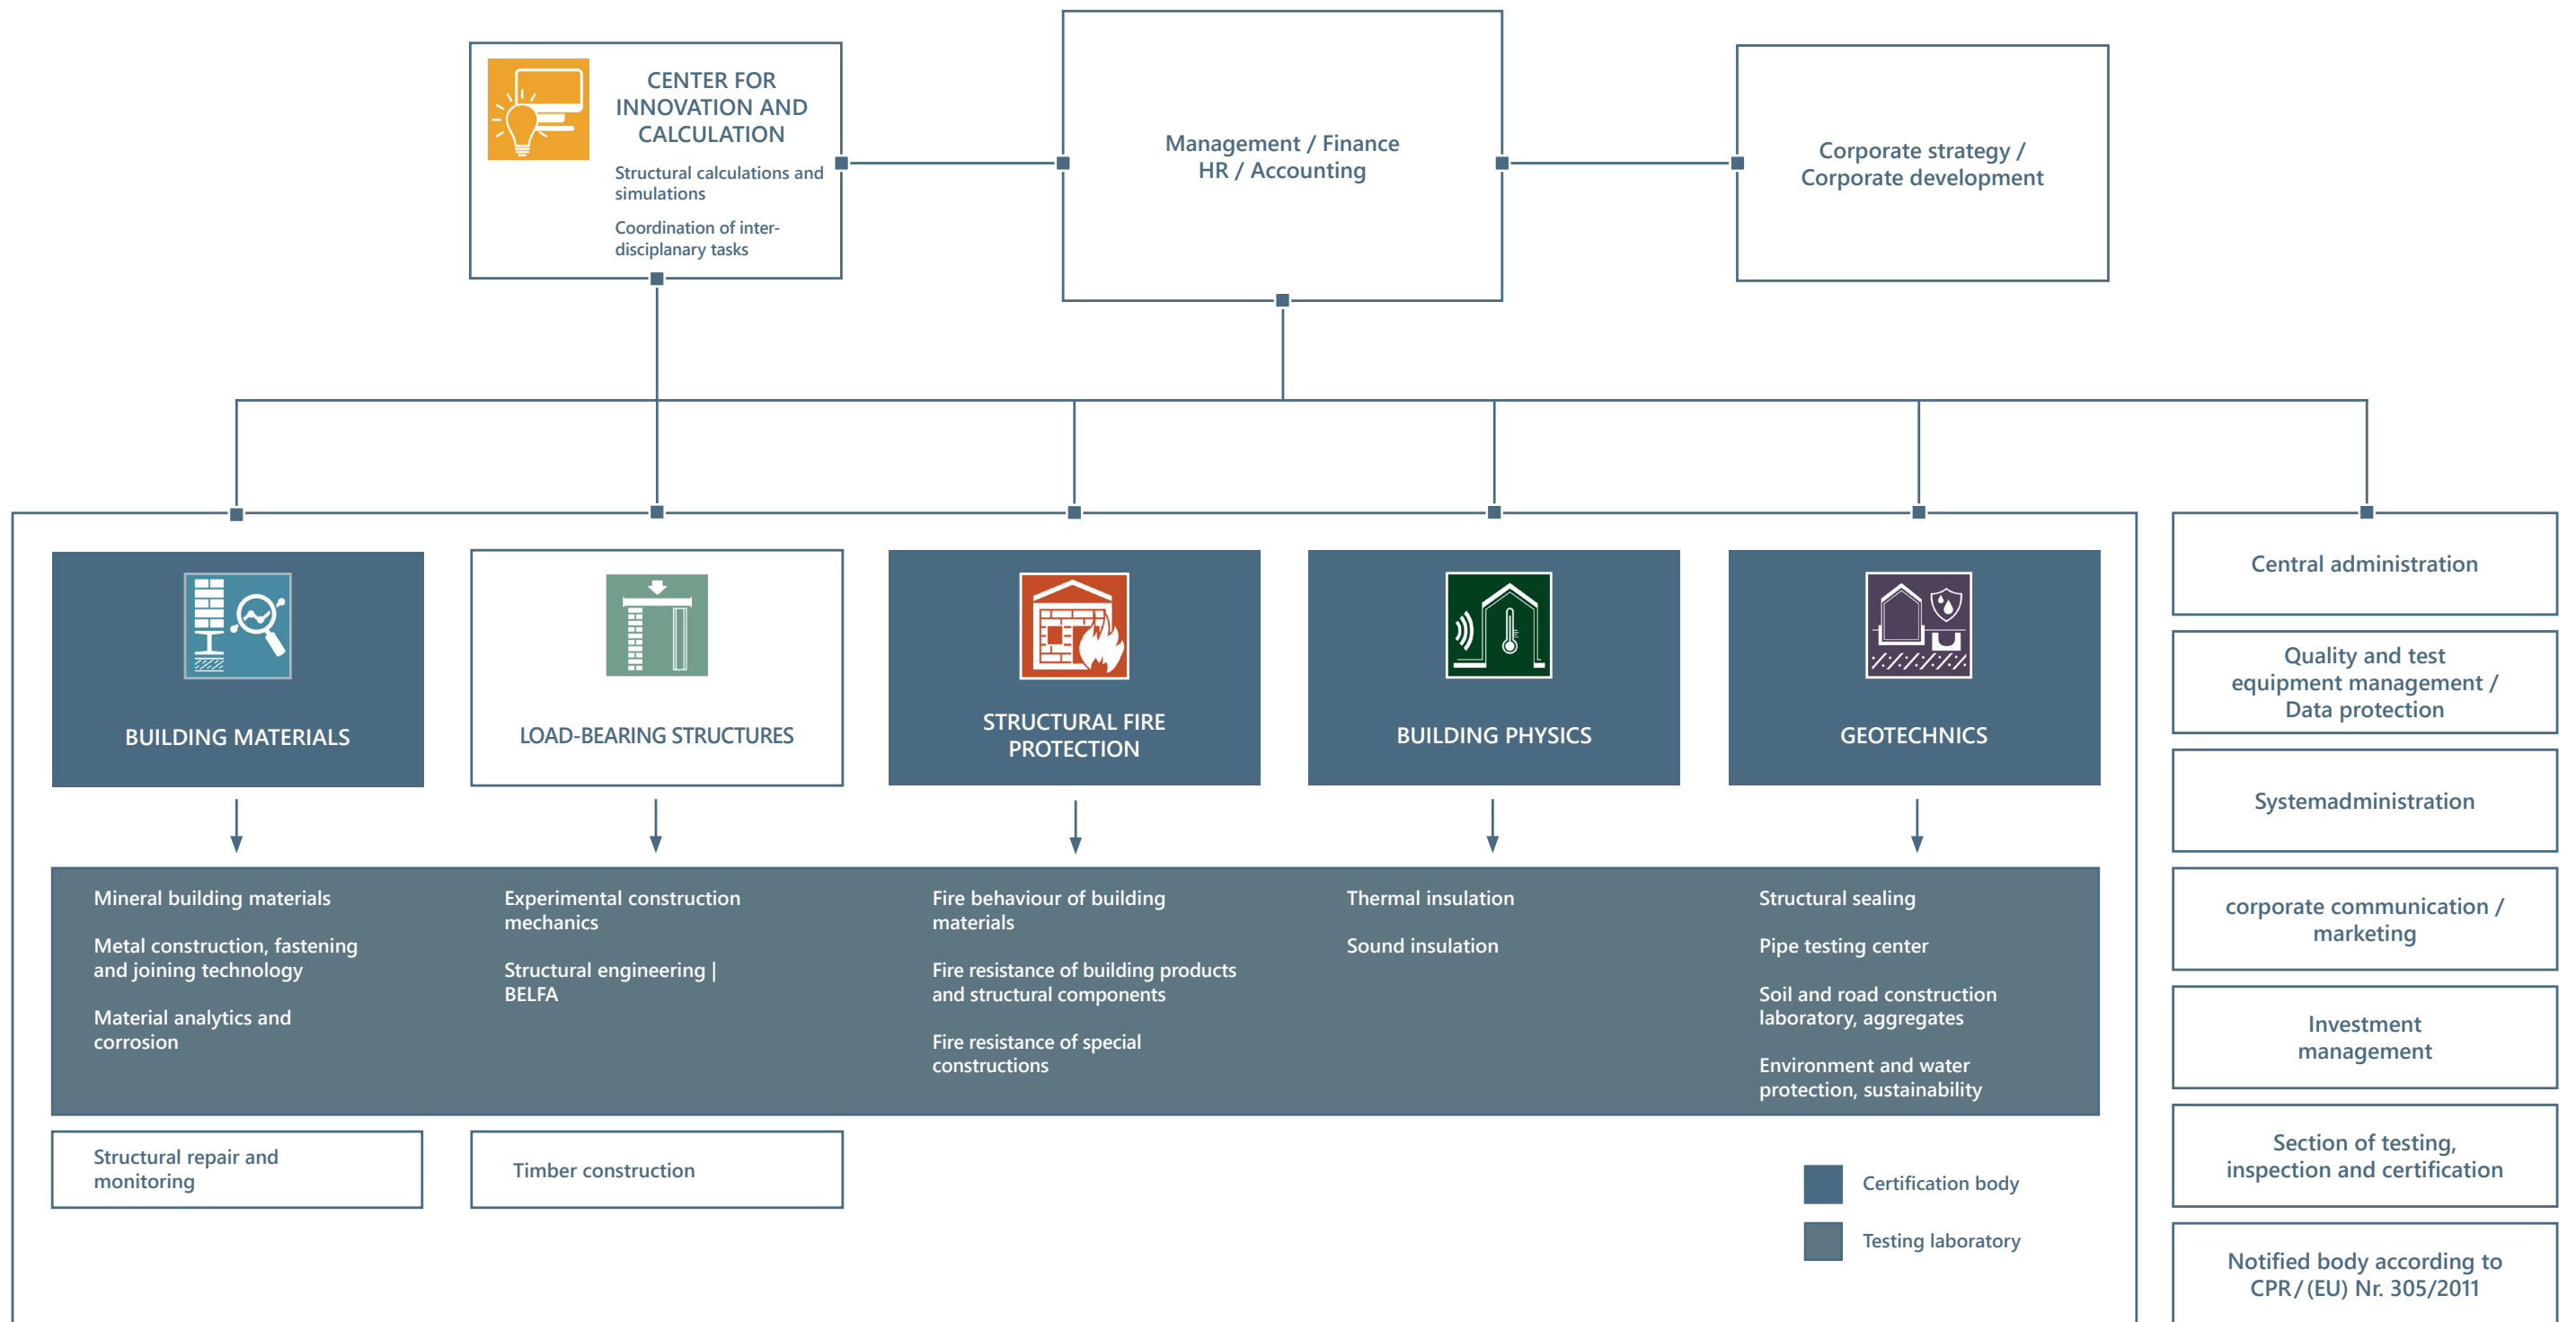 CENTER FOR
INNOVATION AND
CALCULATION
Structural calculations and
simulations
Coordination of inter-
disciplanary tasks
Management / Finance
HR / Accounting
Corporate strategy /
Corporate development
BUILDING MATERIALS
LOAD-BEARING STRUCTURES
STRUCTURAL FIRE
PROTECTION
BUILDING PHYSICS
GEOTECHNICS
Mineral building materials
Metal construction, fastening
and joining technology
Material analytics and
corrosion
Experimental construction
mechanics
Structural engineering |
BELFA
Fire behaviour of building
materials
Fire resistance of building products
and structural components
Fire resistance of special
constructions
Thermal insulation
Sound insulation
Structural sealing
Pipe testing center
Soil and road construction
laboratory, aggregates
Environment and water
protection, sustainability
Structural repair and
monitoring
Timber construction
Certification body
Testing laboratory
Central administration
Quality and test
equipment management /
Data protection
Systemadministration
corporate communication /
marketing
Investment
management
Section of testing,
inspection and certification
Notified body according to
CPR / (EU) Nr. 305/2011